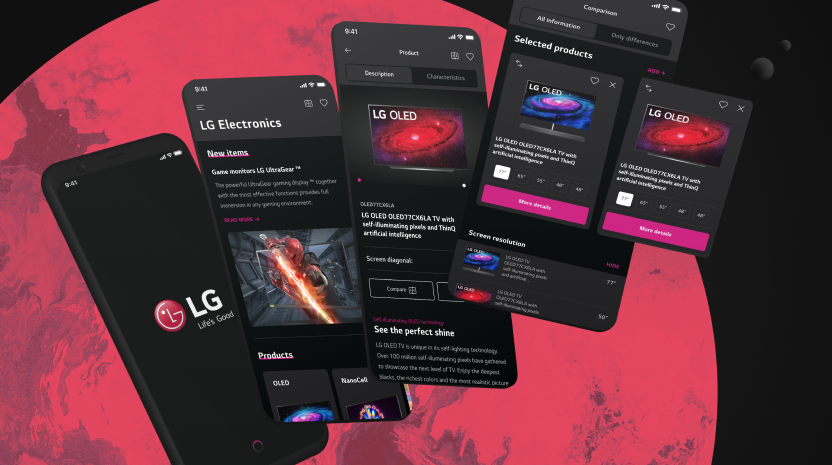 9:41
LG
Life's Good
9:41
LG Electronics
New items
Game monitors LG UltraGear ™
The powerful UltraGear gaming display ™ together
with the most effective functions provides full
immersion in any gaming environment.
READ MORE →
Products
OLED
NanoCell
9:41
Product
Description
Characteristics
LG OLED
OLED77CX6LA
LG OLED OLED77CX6LA TV with
self-illuminating pixels and ThinQ
artificial intelligence
Screen diagonal:
Compare
Self-illuminating OLED technology
See the perfect shine
LG OLED TV is unique in its self-lighting technology.
Over 100 million self-illuminating pixels have gathered
to showcase the next level of TV. Enjoy the deepest
blacks, the richest colors and the most realistic picture
Comparison
All information
Only differences
Selected products
ADD +
LG OLED
LG OLED OLED77CX6LA TV with
self-illuminating pixels and ThinQ
artificial intelligence
77"
65"
55"
48"
48"
More details
LG OLED
LG OLED OLED77CX6LA TV with
self-illuminating pixels and ThinQ
artificial intelligence
77"
65"
55"
48"
48"
More details
Screen resolution
HIDE
LG OLED TV
OLED77CX6LA with
self-illuminating pixels
and artificial...
77"
LG OLED TV
OLED77CX6LA with
self-illuminating pixels
50"